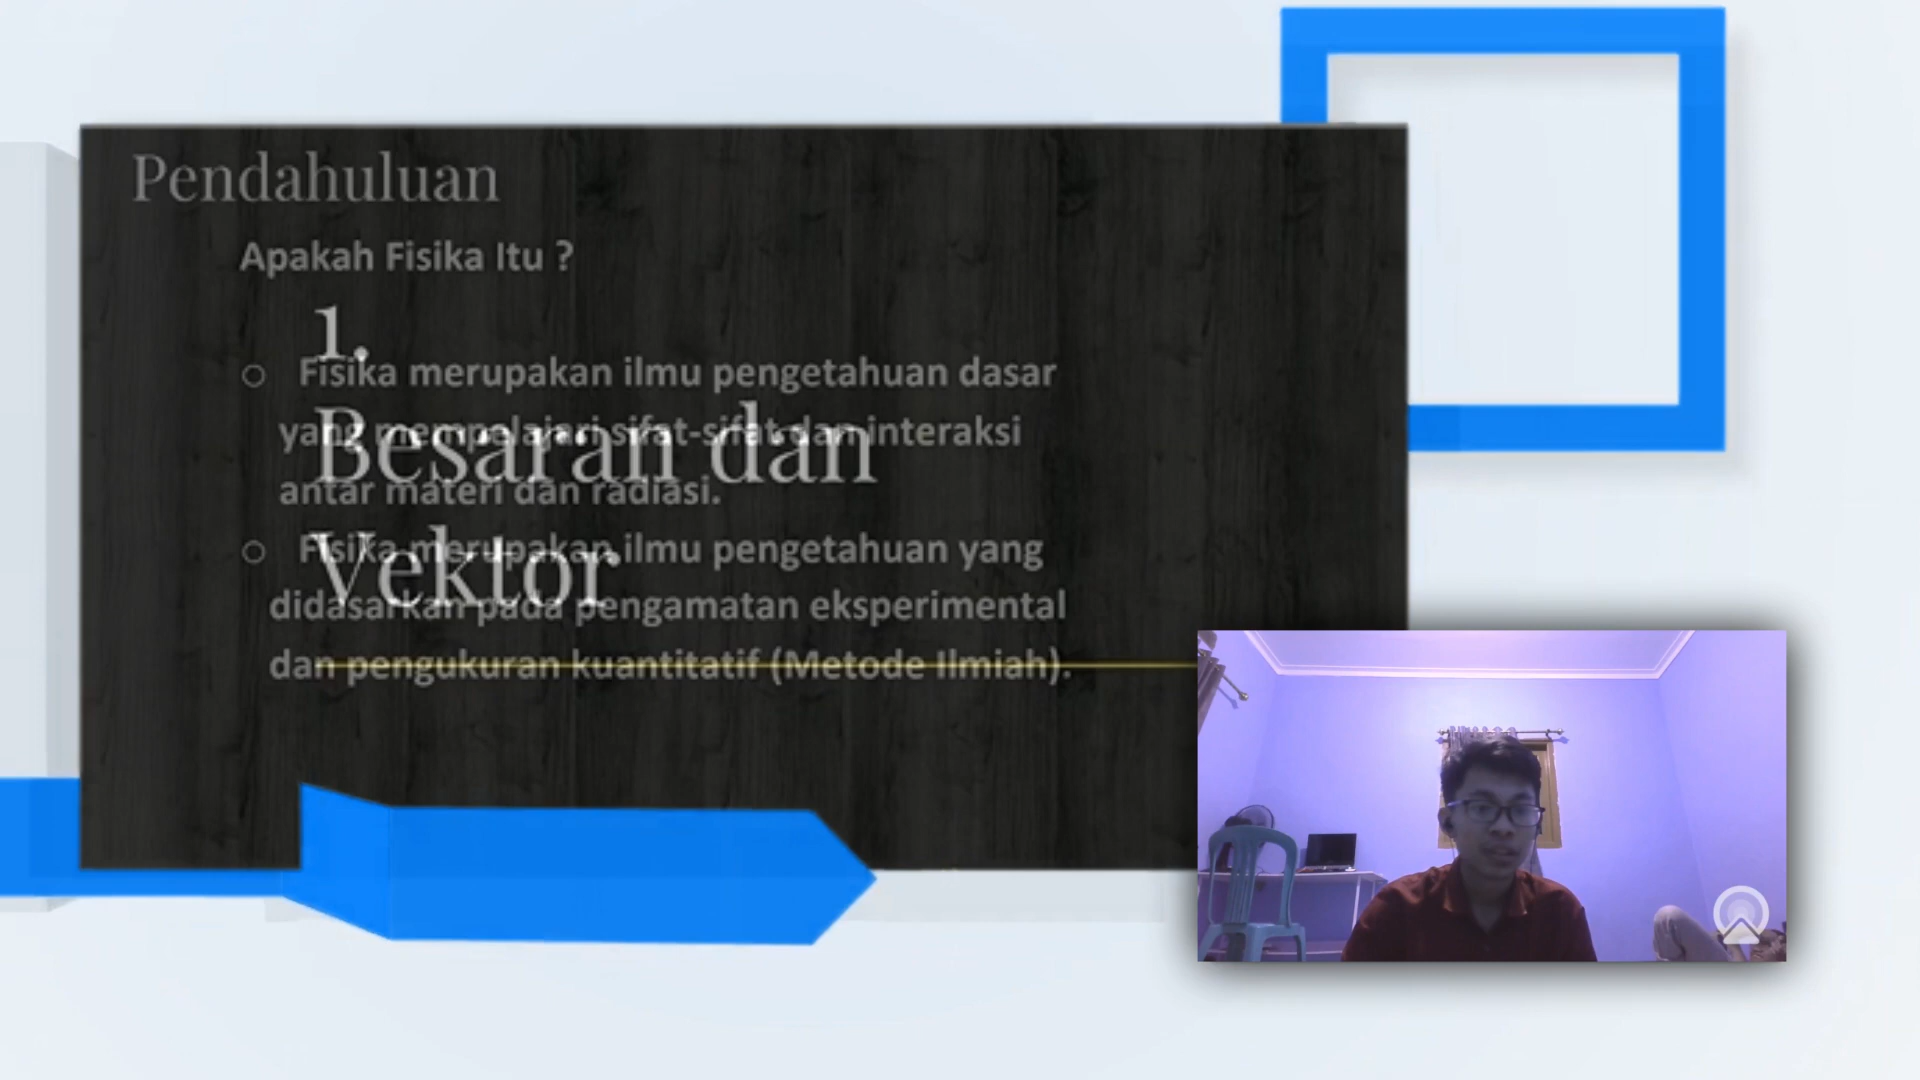 Pendahuluan
Apakah Fisika Itu ?
1.
Fisika merupakan ilmu pengetahuan dasar
yang mempelajari sifat-sifat dan interaksi
antar materi dan radiasi.
Besaran dan
Vektor
Fisika merupakan ilmu pengetahuan yang
didasarkan pada pengamatan eksperimental
dan pengukuran kuantitatif (Metode Ilmiah).